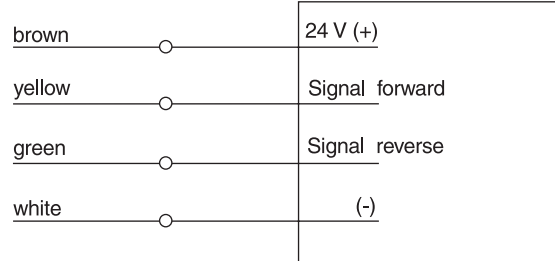 brown 24 V (+)
yellow Signal forward
green Signal reverse
white (-)